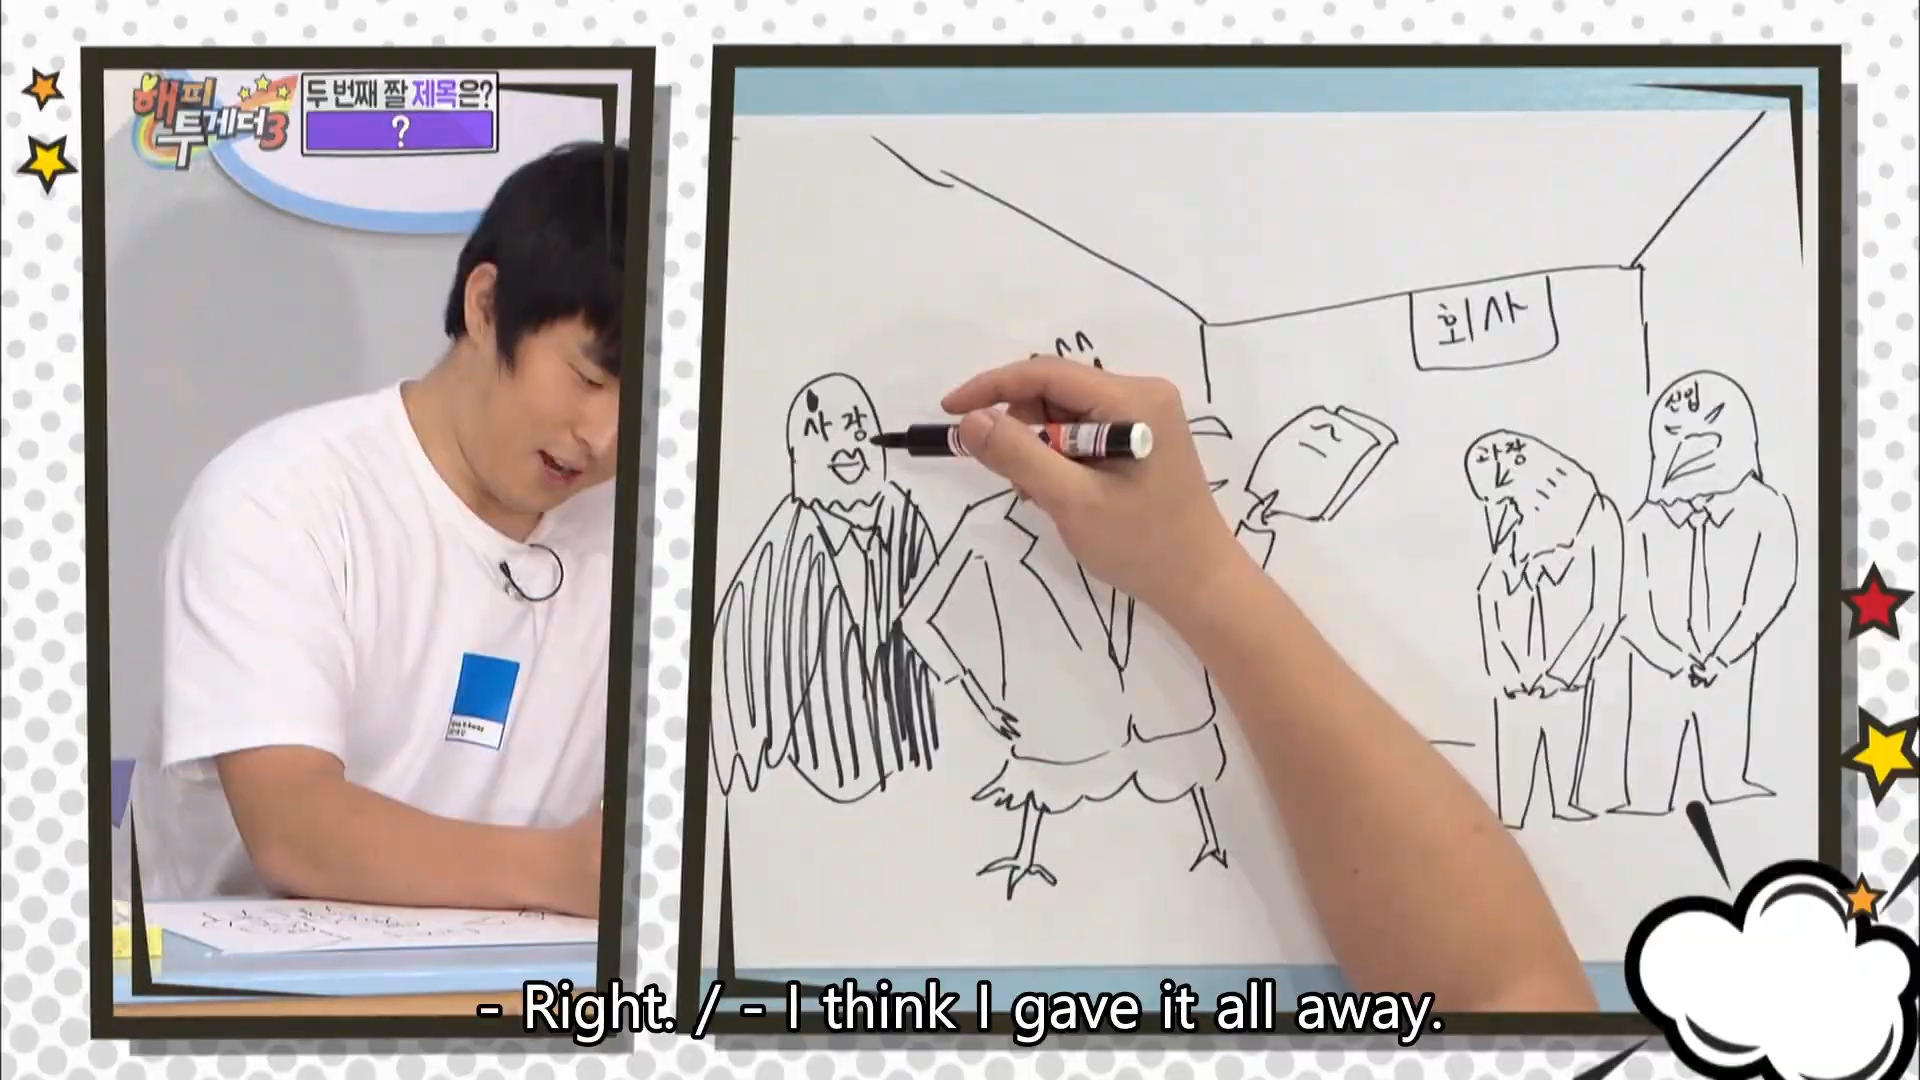 해피
투게더3
두 번째 짤 제목은?
?
회사
사장
과장
신입
- Right. / - I think I gave it all away.